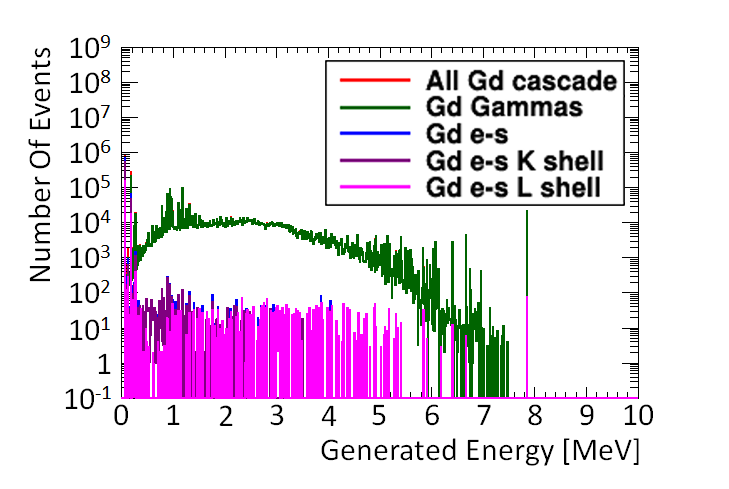 Number Of Events
10⁹
10⁸
10⁷
10⁶
10⁵
10⁴
10³
10²
10¹
1
10⁻¹
All Gd cascade
Gd Gammas
Gd e-s
Gd e-s K shell
Gd e-s L shell
0 1 2 3 4 5 6 7 8 9 10
Generated Energy [MeV]